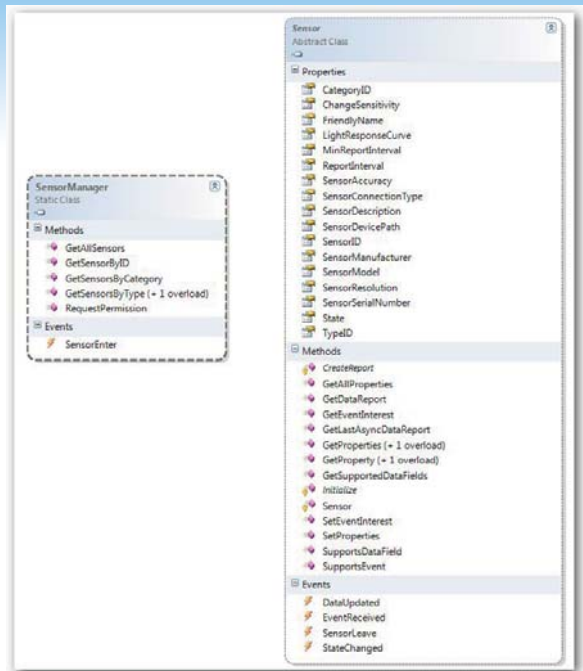 SensorManager
Static Class
Methods
GetAllSensors
GetSensorByID
GetSensorsByCategory
GetSensorsByType (+ 1 overload)
RequestPermission
Events
SensorEnter
Sensor
Abstract Class
Properties
CategoryID
ChangeSensitivity
FriendlyName
LightResponseCurve
MinReportInterval
ReportInterval
SensorAccuracy
SensorConnectionType
SensorDescription
SensorDevicePath
SensorID
SensorManufacturer
SensorModel
SensorResolution
SensorSerialNumber
State
TypeID
Methods
CreateReport
GetAllProperties
GetDataReport
GetEventInterest
GetLastAsyncDataReport
GetProperties (+ 1 overload)
GetProperty (+ 1 overload)
GetSupportedDataFields
Initialize
Sensor
SetEventInterest
SetProperties
SupportsDataField
SupportsEvent
Events
DataUpdated
EventReceived
SensorLeave
StateChanged